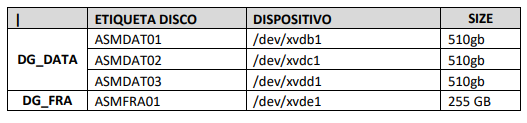 | ETIQUETA DISCO DISPOSITIVO SIZE
DG_DATA ASMDAT01 /dev/xvdb1 510gb
ASMDAT02 /dev/xvdc1 510gb
ASMDAT03 /dev/xvdd1 510gb
DG_FRA ASMFRA01 /dev/xvde1 255 GB